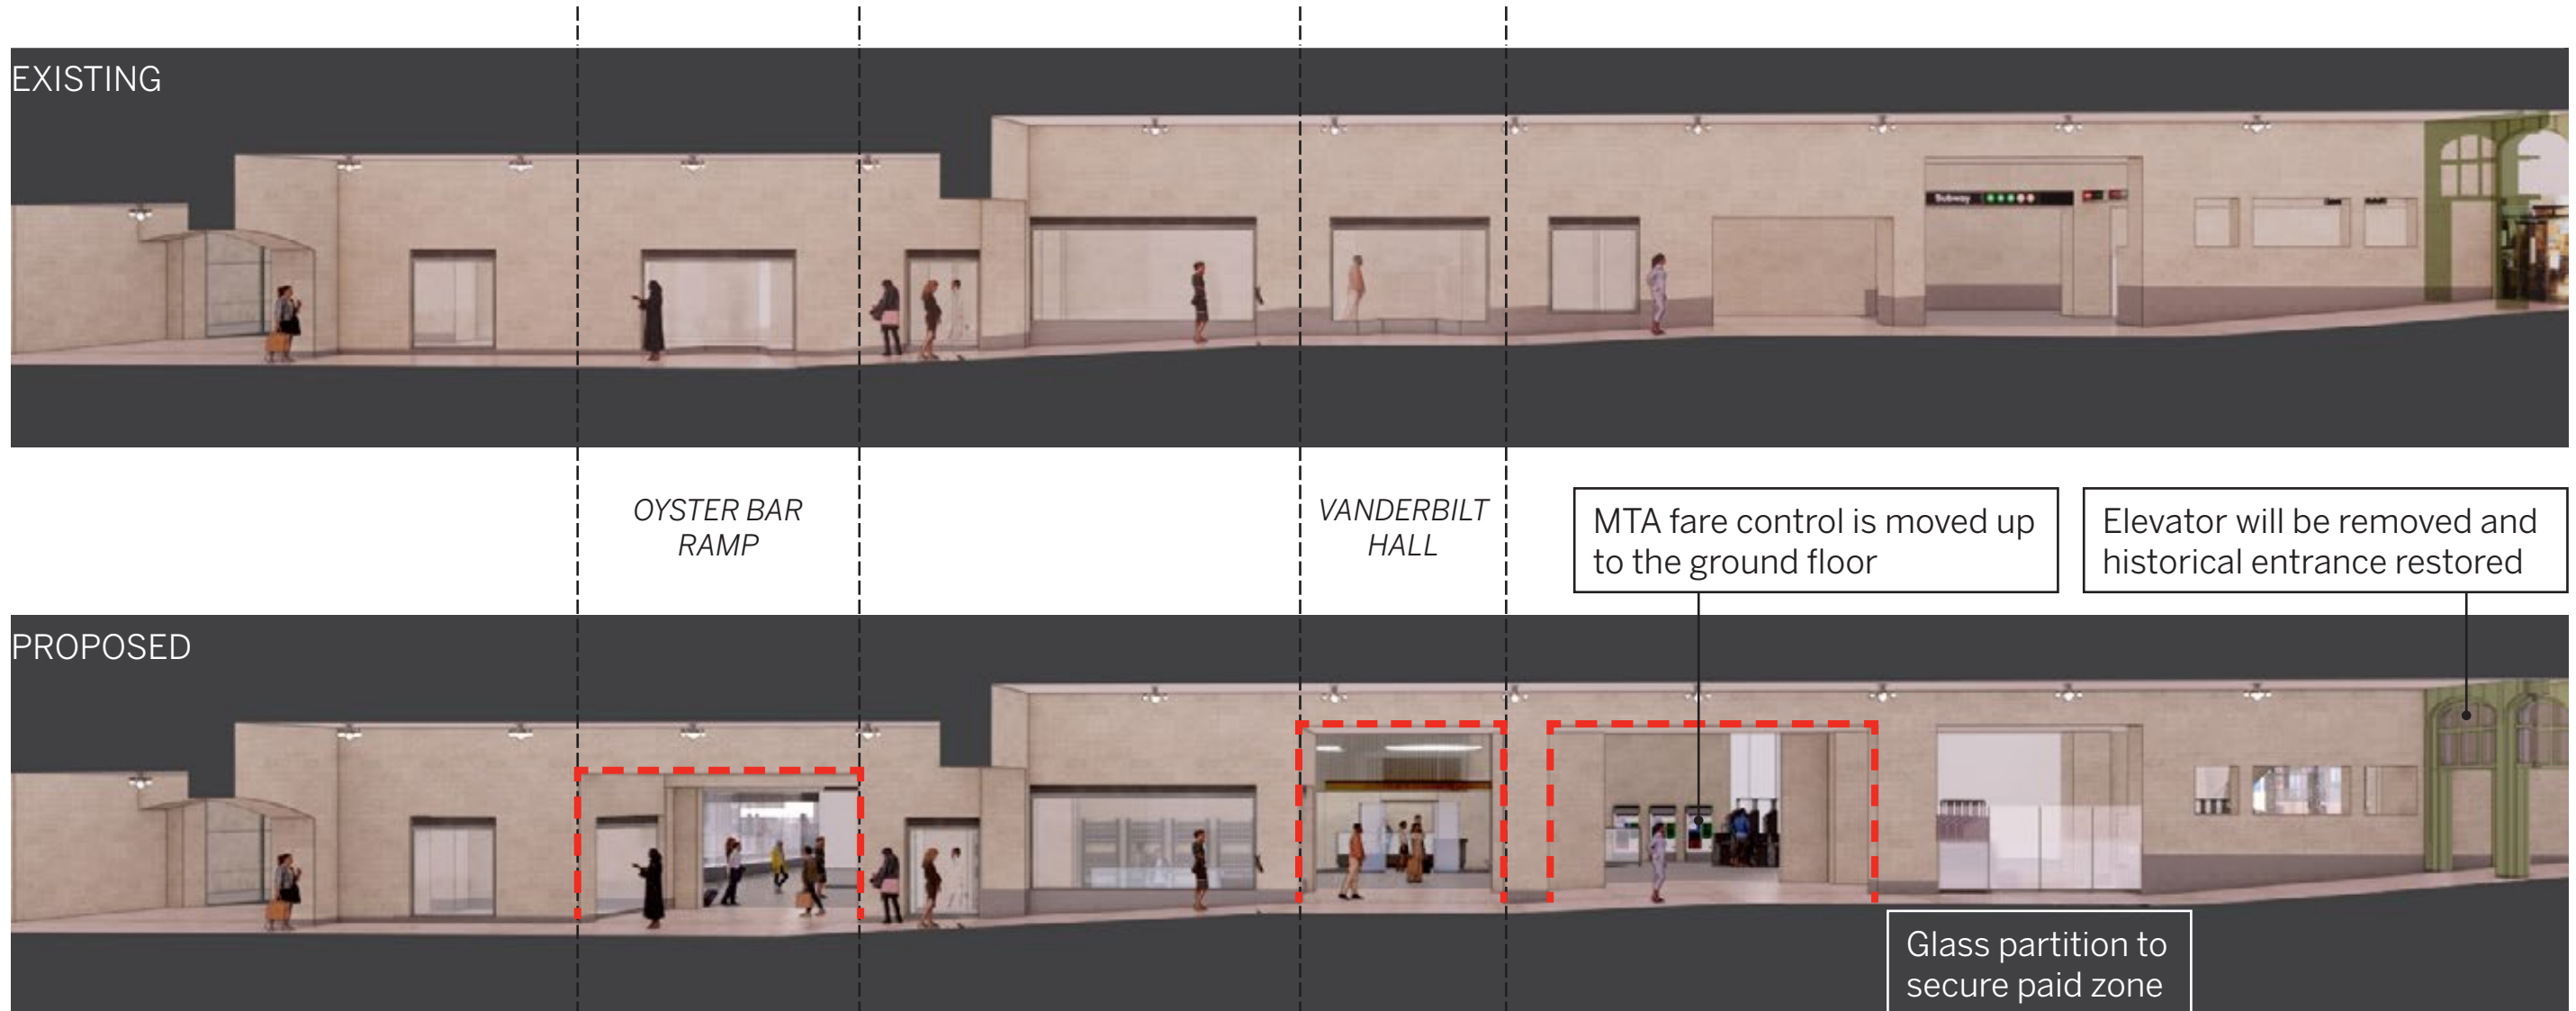 EXISTING
Subway
OYSTER BAR
RAMP
VANDERBILT
HALL
MTA fare control is moved up
to the ground floor
Elevator will be removed and
historical entrance restored
PROPOSED
Glass partition to
secure paid zone